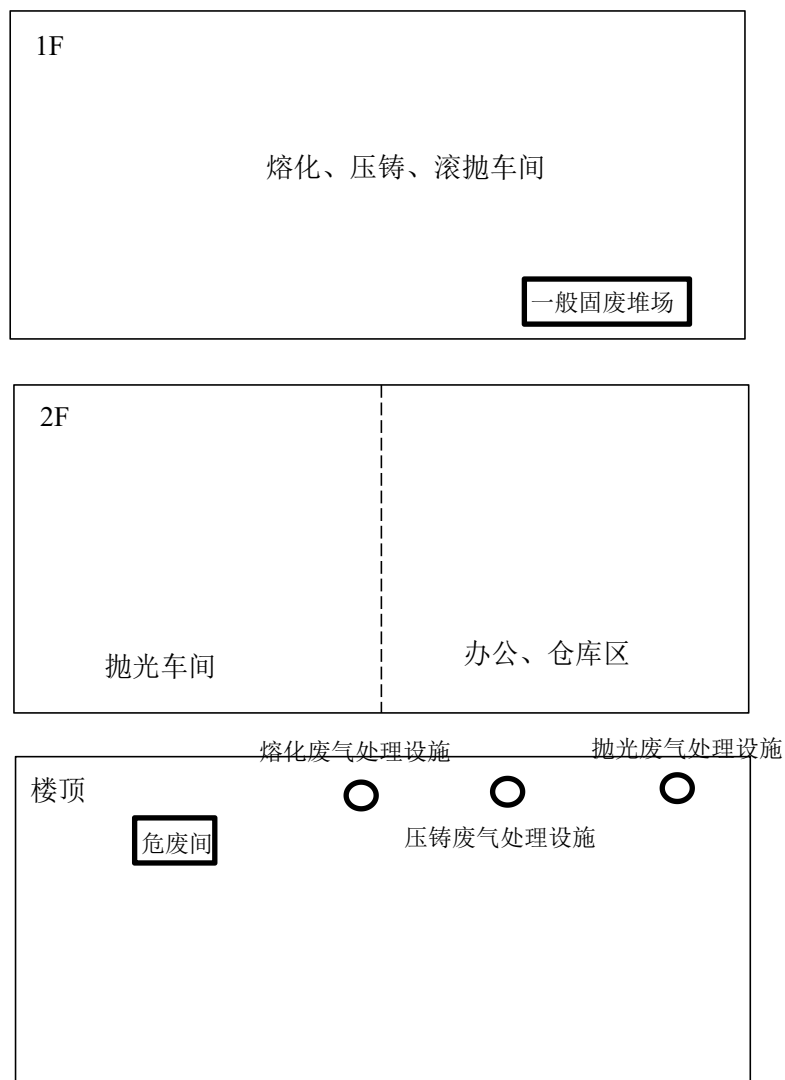 1F
熔化、压铸、滚抛车间
一般固废堆场
2F
抛光车间
办公、仓库区
熔化废气处理设施
抛光废气处理设施
楼顶
危废间
压铸废气处理设施